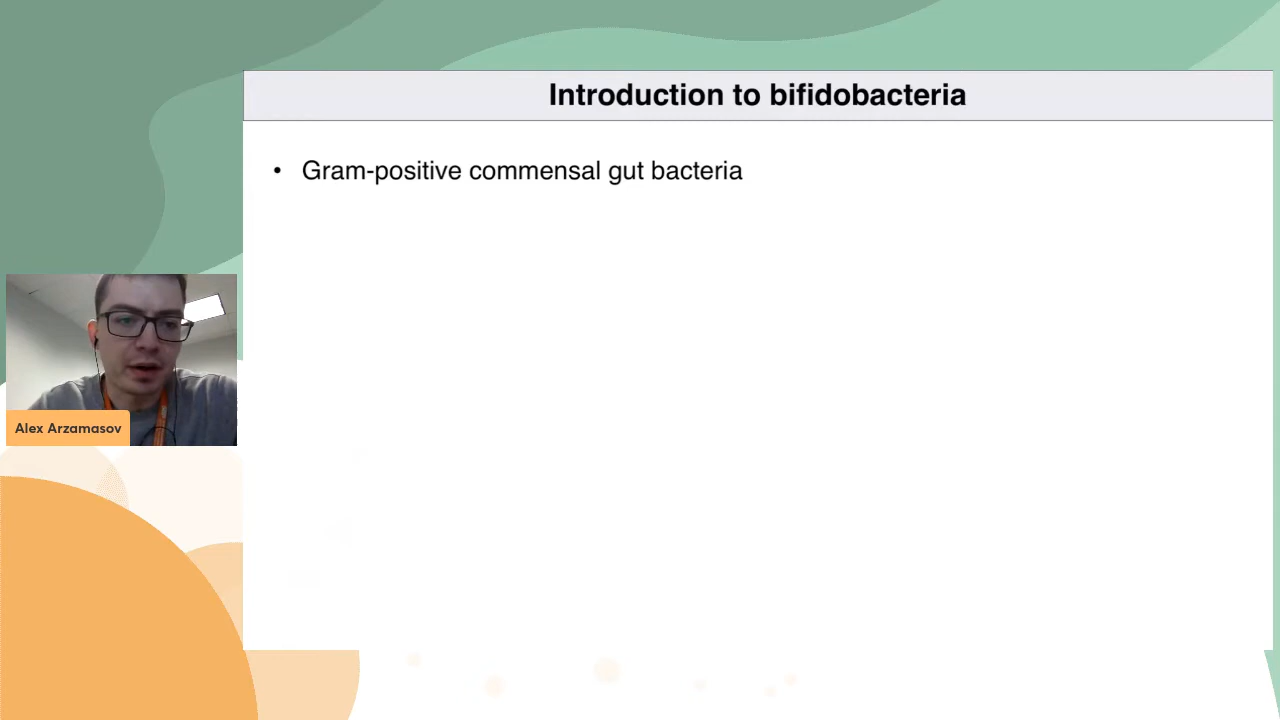 Introduction to bifidobacteria
• Gram-positive commensal gut bacteria
Alex Arzamasov